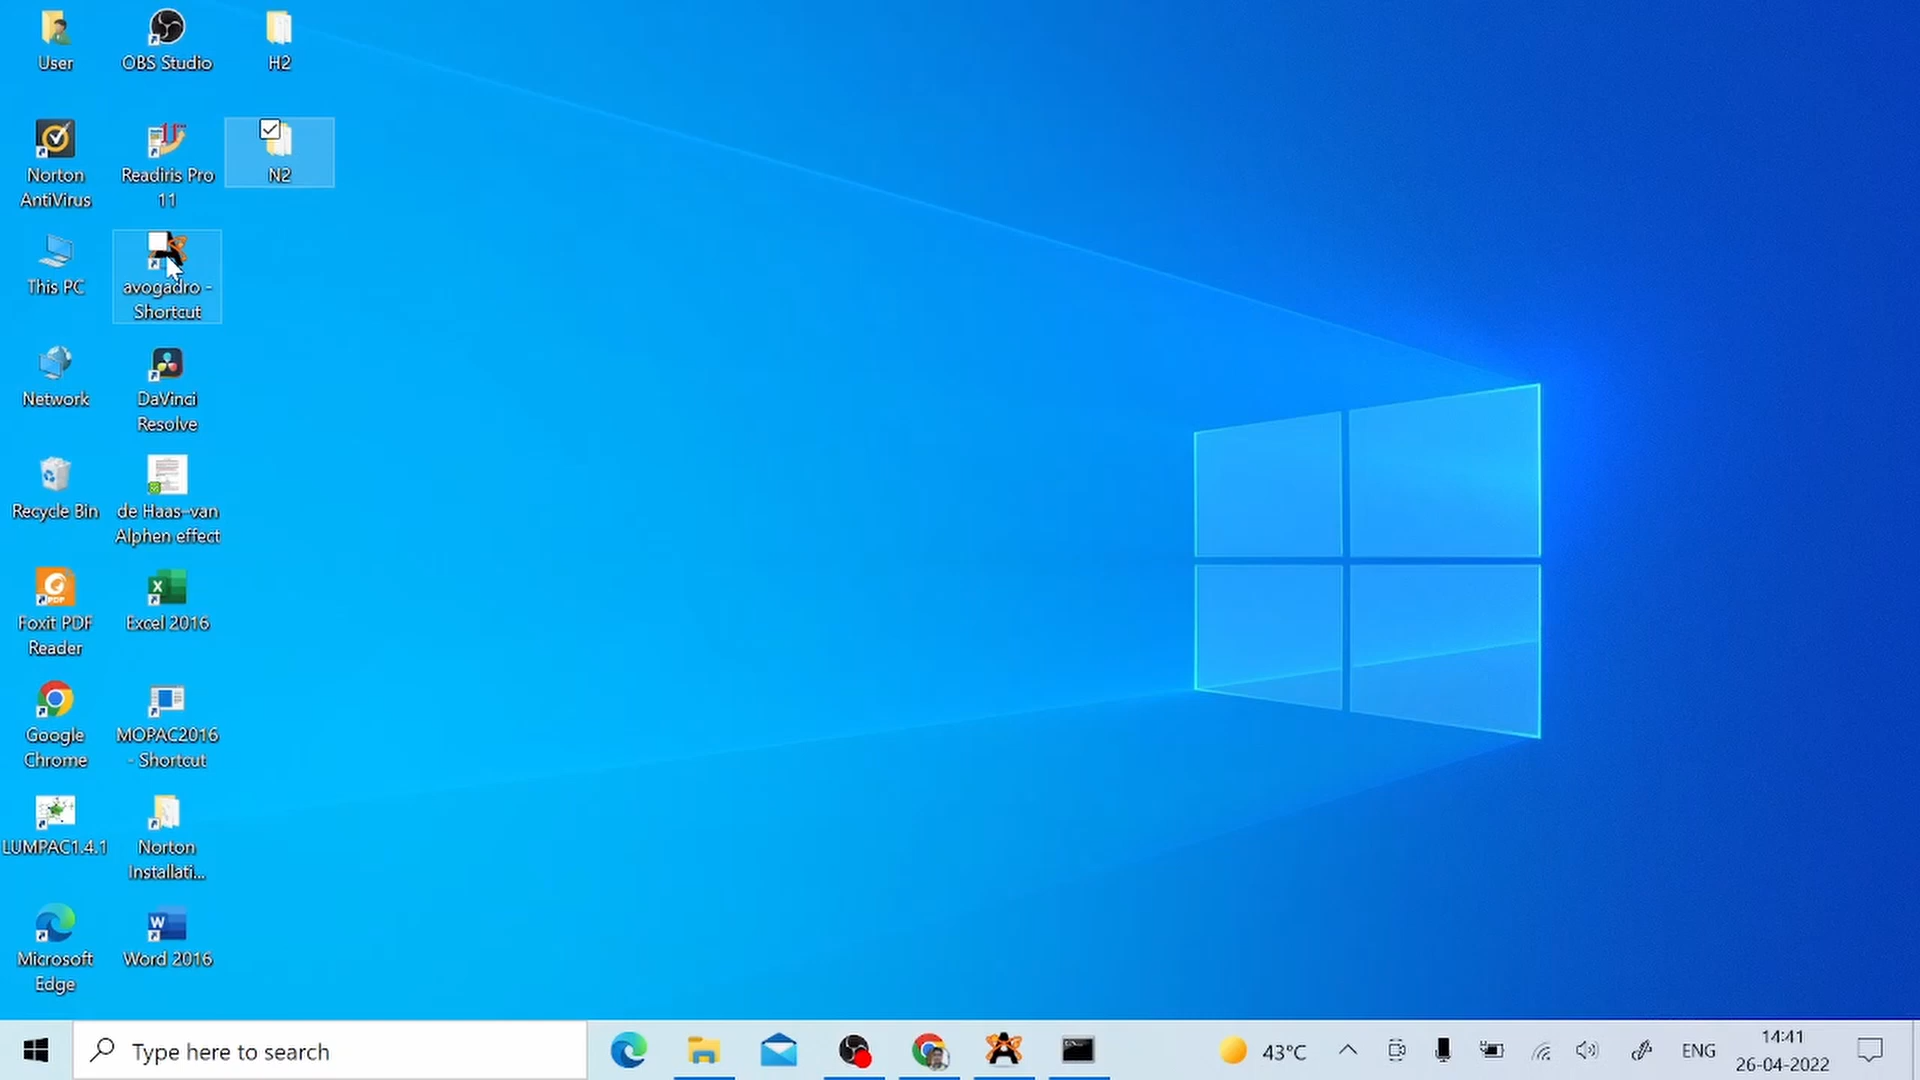 User
OBS Studio
H2
Norton
AntiVirus
Readiris Pro
11
N2
This PC
avogadro -
Shortcut
Network
DaVinci
Resolve
Recycle Bin
de Haas-van
Alphen effect
Foxit PDF
Reader
Excel 2016
Google
Chrome
MOPAC2016
- Shortcut
LUMPAC1.4.1
Norton
Installati...
Microsoft
Edge
Word 2016
Type here to search
43°C
ENG
14:41
26-04-2022